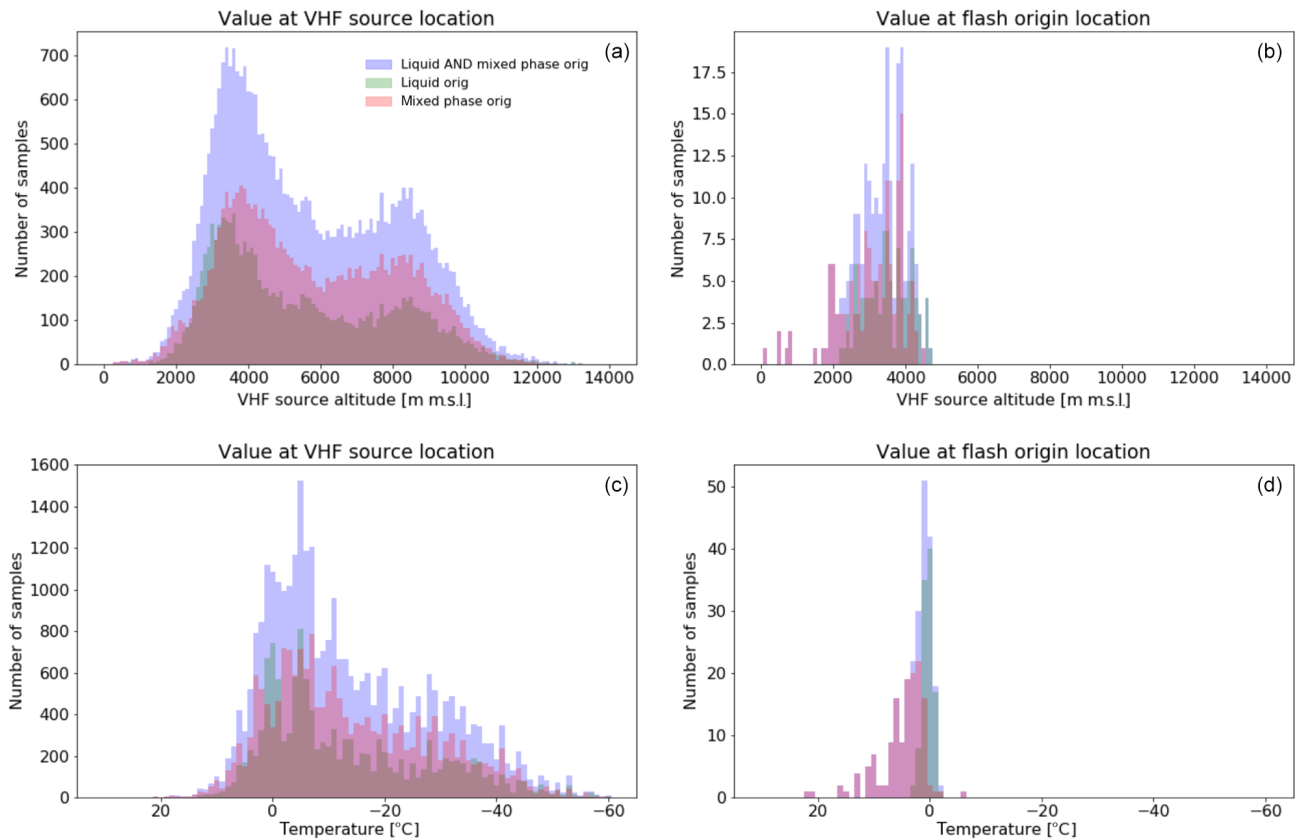 Value at VHF source location
(a)
Liquid AND mixed phase orig
Liquid orig
Mixed phase orig
Number of samples
700
600
500
400
300
200
100
0
0 2000 4000 6000 8000 10000 12000 14000
VHF source altitude [m m.s.l.]
Value at flash origin location
(b)
Number of samples
17.5
15.0
12.5
10.0
7.5
5.0
2.5
0.0
0 2000 4000 6000 8000 10000 12000 14000
VHF source altitude [m m.s.l.]
Value at VHF source location
(c)
Number of samples
1600
1400
1200
1000
800
600
400
200
0
20 0 −20 −40 −60
Temperature [°C]
Value at flash origin location
(d)
Number of samples
50
40
30
20
10
0
20 0 −20 −40 −60
Temperature [°C]